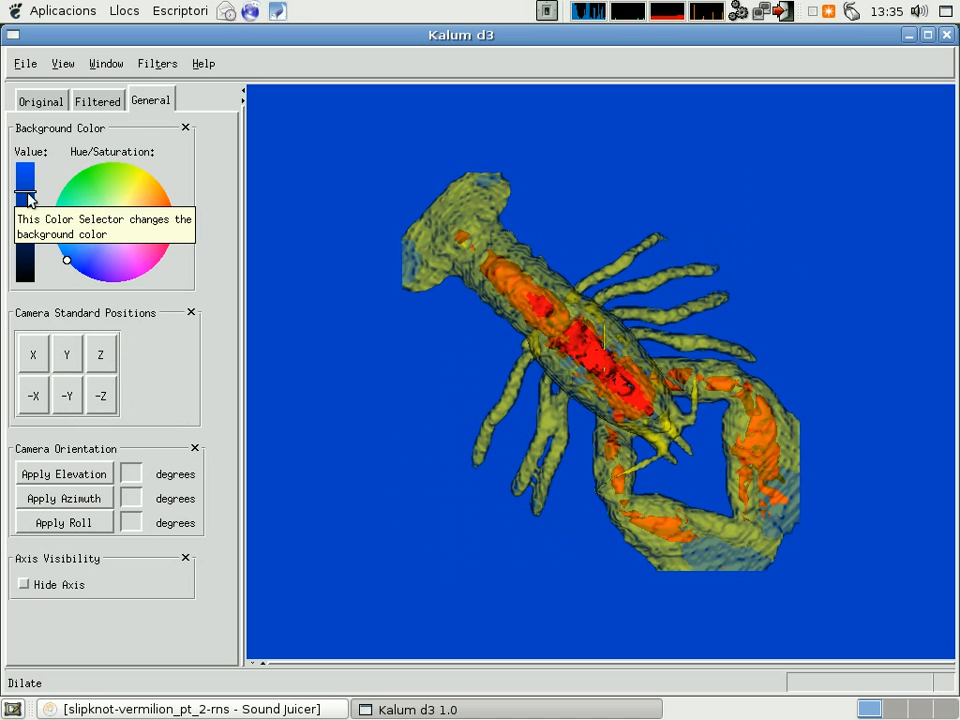 Aplicacions Llocs Escriptori 13:35
Kalum d3
File View Window Filters Help
Original Filtered General
Background Color
Value: Hue/Saturation:
This Color Selector changes the
background color
Camera Standard Positions
X Y Z
-X -Y -Z
Camera Orientation
Apply Elevation degrees
Apply Azimuth degrees
Apply Roll degrees
Axis Visibility
Hide Axis
Dilate
[slipknot-vermilion_pt_2-rns - Sound Juicer] Kalum d3 1.0